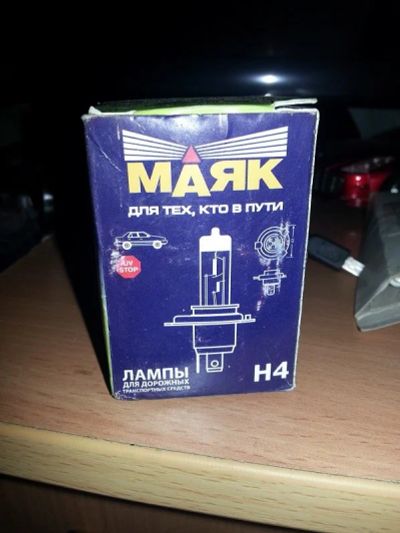 МАЯК
ДЛЯ ТЕХ, КТО В ПУТИ
UV
STOP
ЛАМПЫ
ДЛЯ ДОРОЖНЫХ
ТРАНСПОРТНЫХ СРЕДСТВ
H4